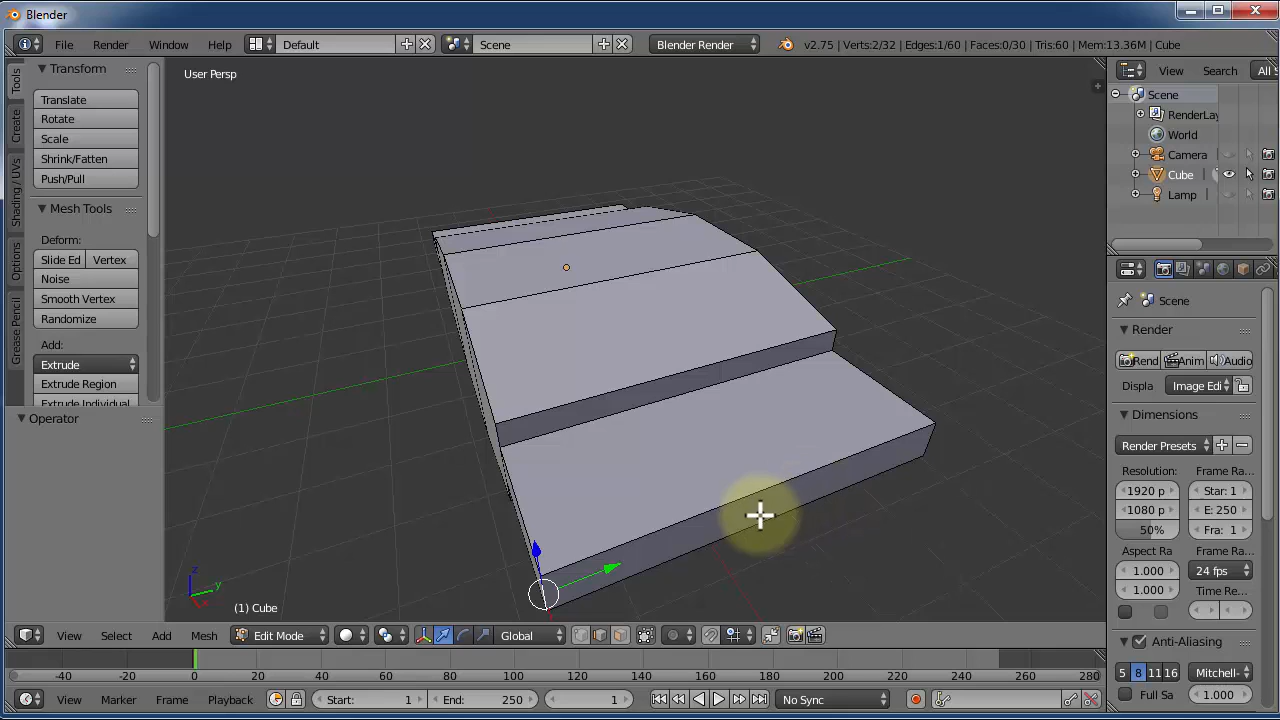 Blender
File Render Window Help Default Scene Blender Render v2.75 | Verts:2/32 | Edges:1/60 | Faces:0/30 | Tris:60 | Mem:13.36M | Cube
Tools
Create
Shading / UVs
Options
Grease Pencil
Transform
Translate
Rotate
Scale
Shrink/Fatten
Push/Pull
Mesh Tools
Deform:
Slide Ed Vertex
Noise
Smooth Vertex
Randomize
Add:
Extrude
Extrude Region
Extrude Individual
Operator
User Persp
z
y
x
(1) Cube
View Select Add Mesh Edit Mode Global
View Search All S
Scene
RenderLay
World
Camera
Cube
Lamp
Scene
Render
Rend Anim Audio
Displa Image Edi
Dimensions
Render Presets
Resolution: Frame Ra...
1920 p Star: 1
1080 p E: 250
50% Fra: 1
Aspect Ra Frame Ra...
1.000 24 fps
1.000 Time Re...
Anti-Aliasing
5 8 11 16 Mitchell-
Full Sa 1.000
-40 -20 0 20 40 60 80 100 120 140 160 180 200 220 240 260 280
View Marker Frame Playback Start: 1 End: 250 1 No Sync